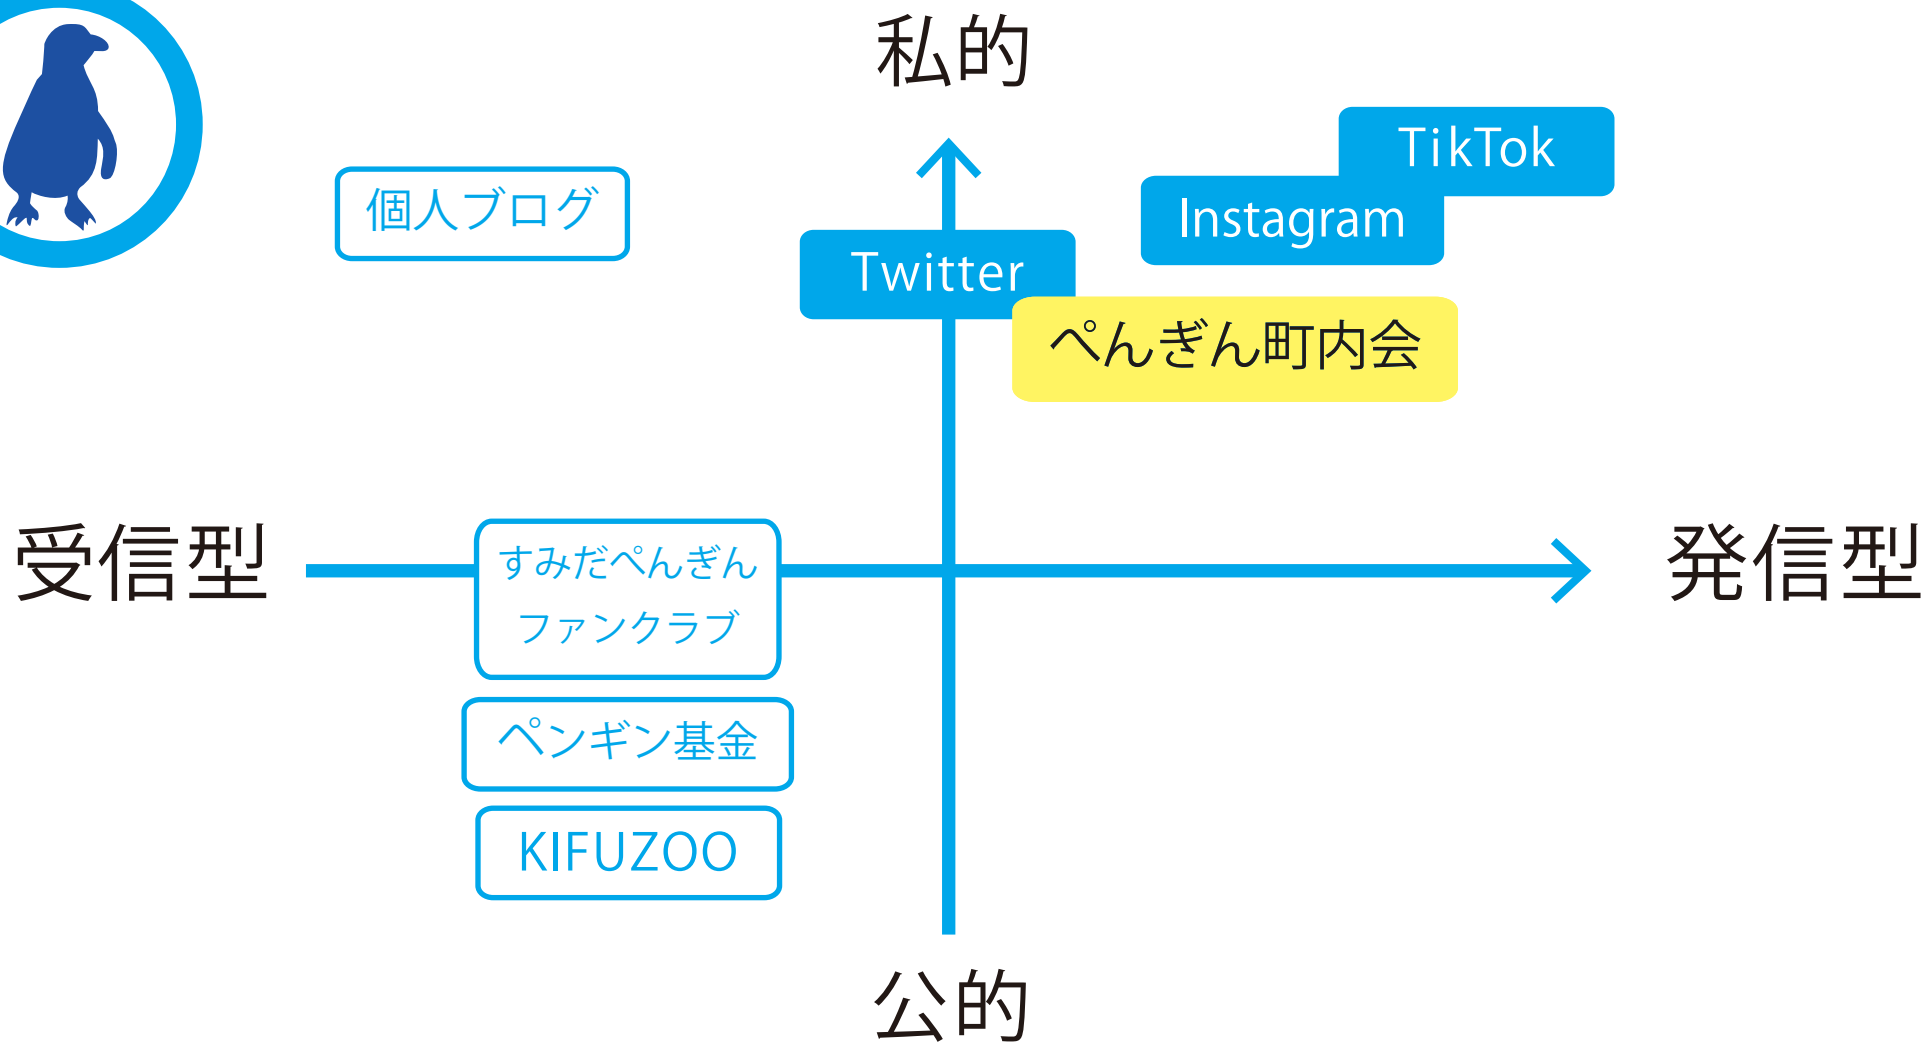 私的
TikTok
個人ブログ
Instagram
Twitter
ぺんぎん町内会
受信型
すみだぺんぎん
ファンクラブ
発信型
ペンギン基金
KIFUZOO
公的